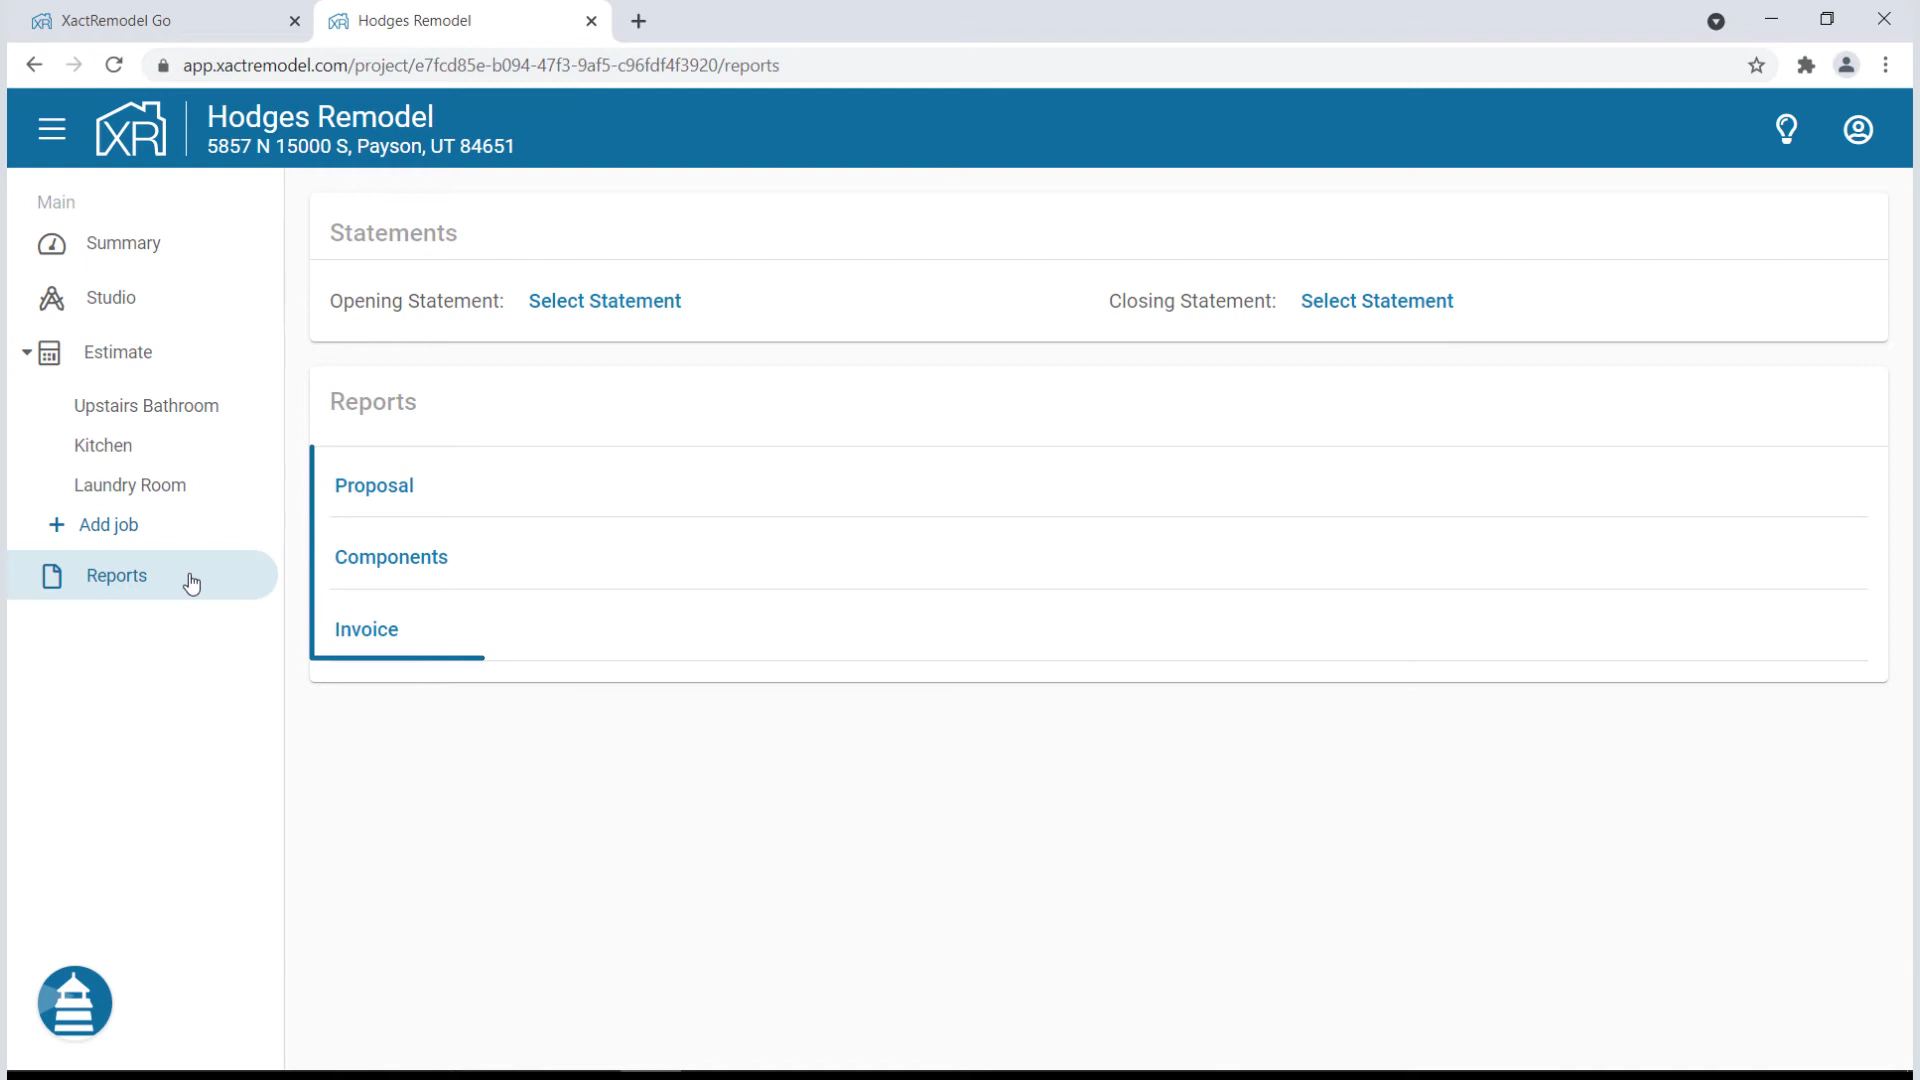 XactRemodel Go
Hodges Remodel
app.xactremodel.com/project/e7fcd85e-b094-47f3-9af5-c96fdf4f3920/reports
XR
Hodges Remodel
5857 N 15000 S, Payson, UT 84651
Main
Summary
Studio
Estimate
Upstairs Bathroom
Kitchen
Laundry Room
+ Add job
Reports
Statements
Opening Statement: Select Statement
Closing Statement: Select Statement
Reports
Proposal
Components
Invoice